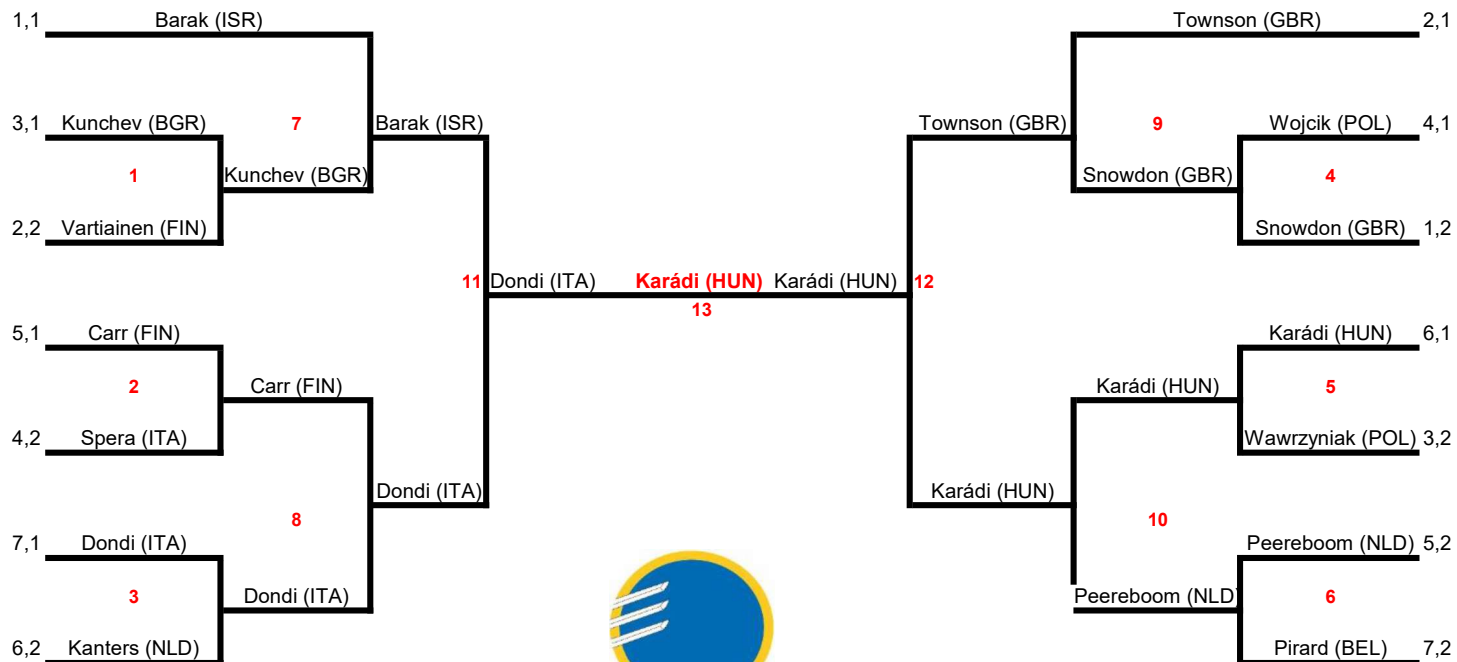 1,1 Barak (ISR) Townson (GBR) 2,1
3,1 Kunchev (BGR) 7 Barak (ISR) Townson (GBR) 9 Wojcik (POL) 4,1
1 Kunchev (BGR) Snowdon (GBR) 4
2,2 Vartiainen (FIN) Snowdon (GBR) 1,2
11 Dondi (ITA) Karádi (HUN) Karádi (HUN) 12
13
5,1 Carr (FIN) Karádi (HUN) 6,1
2 Carr (FIN) Karádi (HUN) 5
4,2 Spera (ITA) Wawrzyniak (POL) 3,2
Dondi (ITA) Karádi (HUN)
8 10
7,1 Dondi (ITA) Peereboom (NLD) 5,2
3 Dondi (ITA) Peereboom (NLD) 6
6,2 Kanters (NLD) Pirard (BEL) 7,2